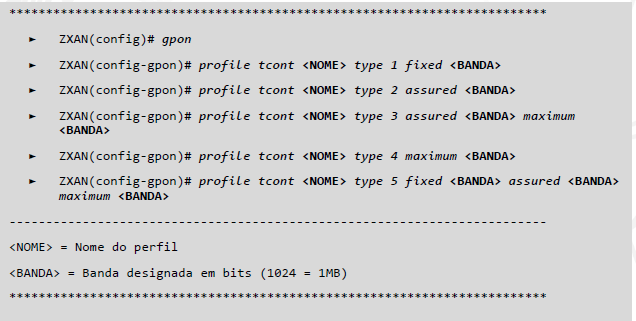 *************************************************************************
► ZXAN(config)# gpon
► ZXAN(config-gpon)# profile tcont <NOME> type 1 fixed <BANDA>
► ZXAN(config-gpon)# profile tcont <NOME> type 2 assured <BANDA>
► ZXAN(config-gpon)# profile tcont <NOME> type 3 assured <BANDA> maximum
<BANDA>
► ZXAN(config-gpon)# profile tcont <NOME> type 4 maximum <BANDA>
► ZXAN(config-gpon)# profile tcont <NOME> type 5 fixed <BANDA> assured <BANDA>
maximum <BANDA>
-------------------------------------------------------------------------
<NOME> = Nome do perfil
<BANDA> = Banda designada em bits (1024 = 1MB)
*************************************************************************